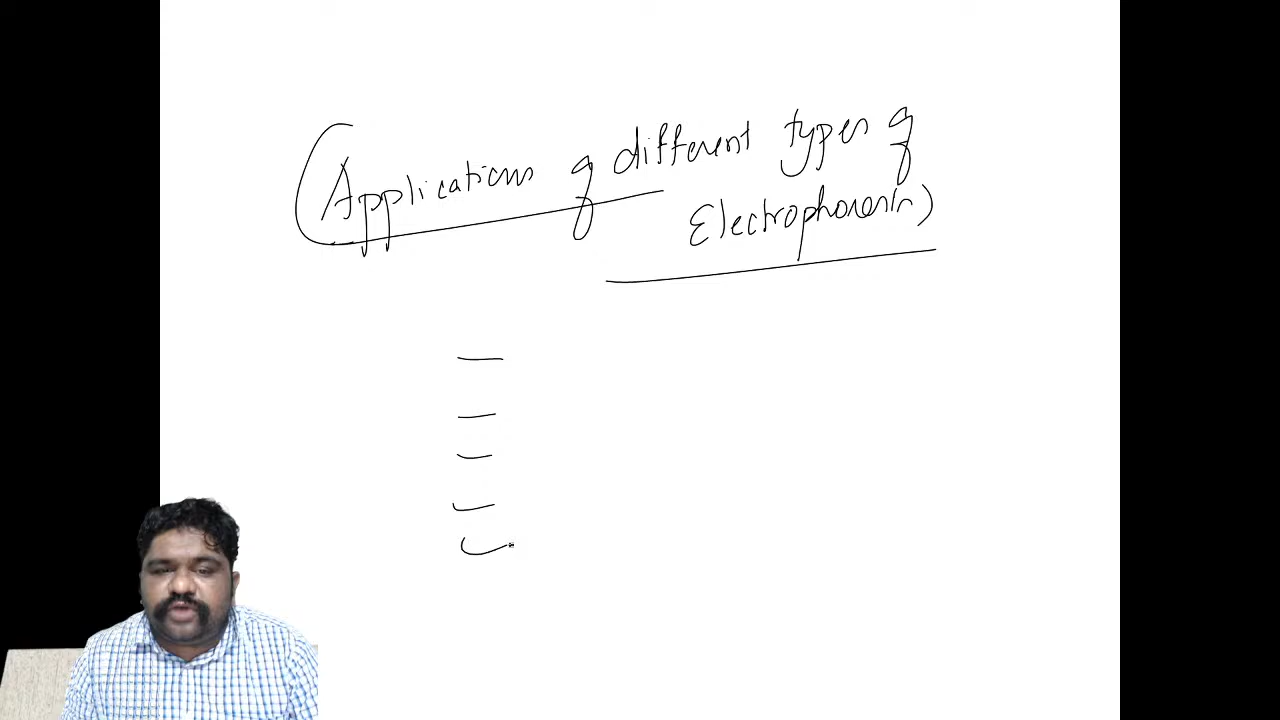 (Applications of different types of
Electrophoresis)